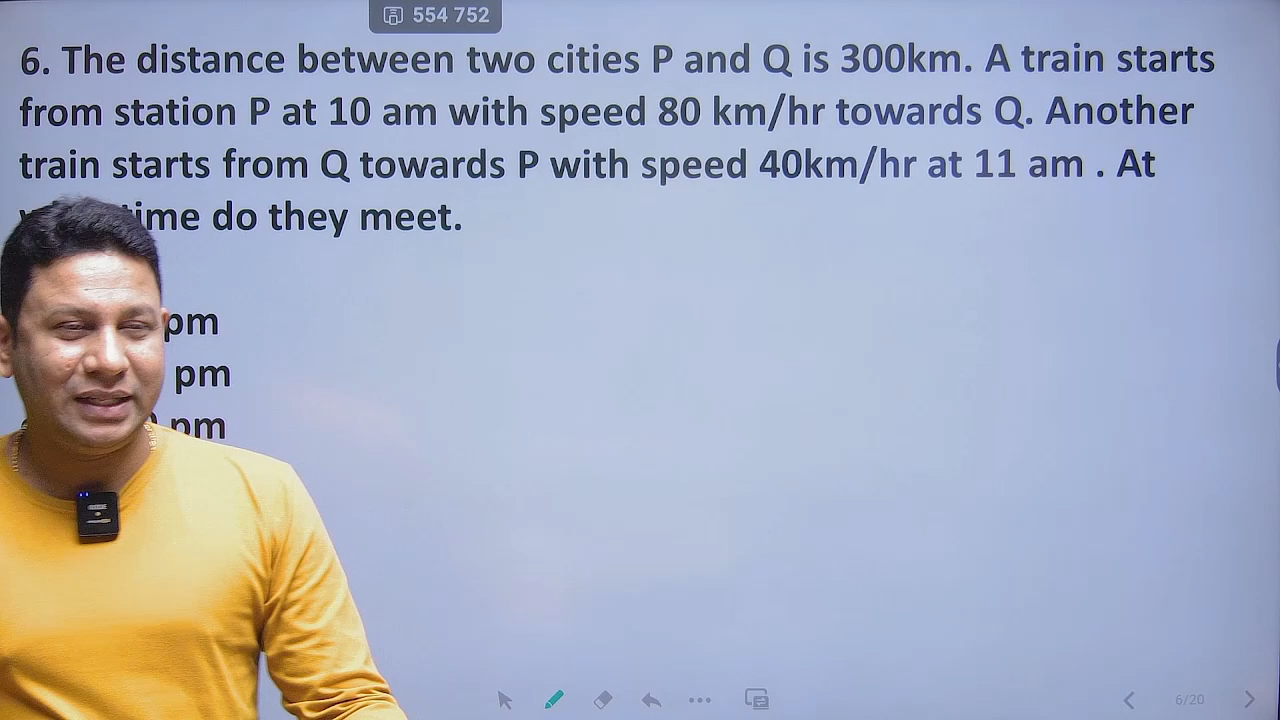 554 752
6. The distance between two cities P and Q is 300km. A train starts
from station P at 10 am with speed 80 km/hr towards Q. Another
train starts from Q towards P with speed 40km/hr at 11 am . At
time do they meet.
pm
pm
pm
6/20